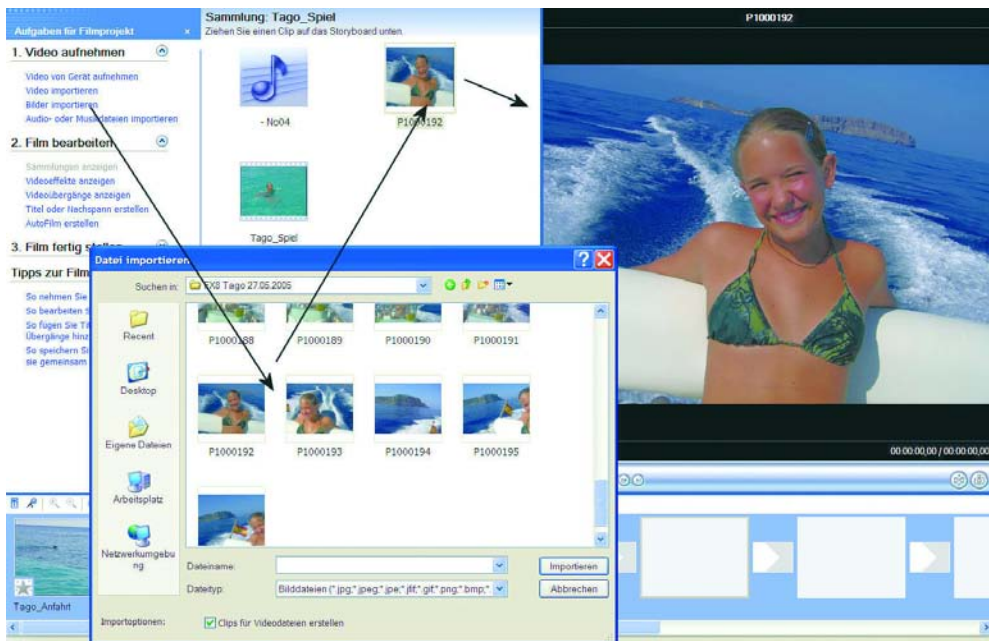 Aufgaben für Filmprojekt x
1. Video aufnehmen
Video von Gerät aufnehmen
Video importieren
Bilder importieren
Audio- oder Musikdateien importieren
2. Film bearbeiten
Sammlungen anzeigen
Videoeffekte anzeigen
Videoübergänge anzeigen
Titel oder Nachspann erstellen
AutoFilm erstellen
3. Film fertig
Tipps zur Film
So nehmen Sie
So bearbeiten S
So fügen Sie Ti
Übergänge hinz
So speichern Si
sie gemeinsam
Sammlung: Tago_Spiel
Ziehen Sie einen Clip auf das Storyboard unten.
- No04
P1000192
Tago_Spiel
P1000192
00:00:00,00 / 00:00:00,00
Datei importieren
Suchen in:
FX8 Tago 27.05.2005
Recent
Desktop
Eigene Dateien
Arbeitsplatz
Netzwerkumgebu
ng
P1000188
P1000189
P1000190
P1000191
P1000192
P1000193
P1000194
P1000195
Dateiname:
Importieren
Dateityp:
Bilddateien (*.jpg;*.jpeg;*.jpe;*.jfif;*.gif;*.png;*.bmp;*.
Abbrechen
Importoptionen:
Clips für Videodateien erstellen
Tago_Anfahrt